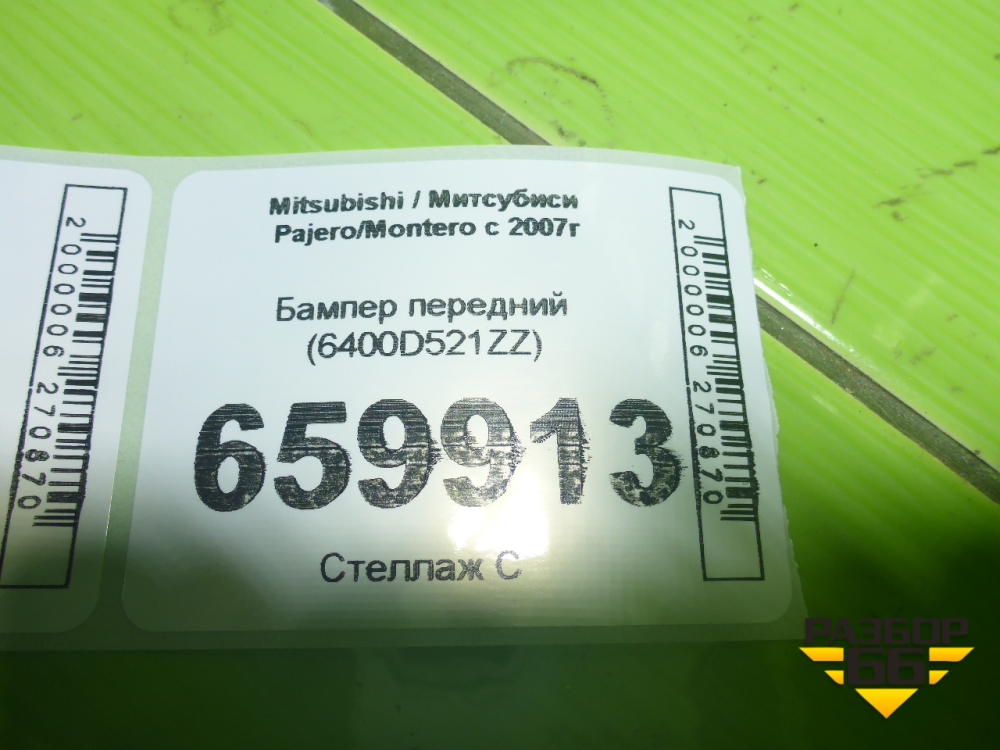 2000006270870
Mitsubishi / Митсубиси
Pajero/Montero с 2007г
Бампер передний
(6400D521ZZ)
659913
Стеллаж С
2000006270870
РАЗБОР
66